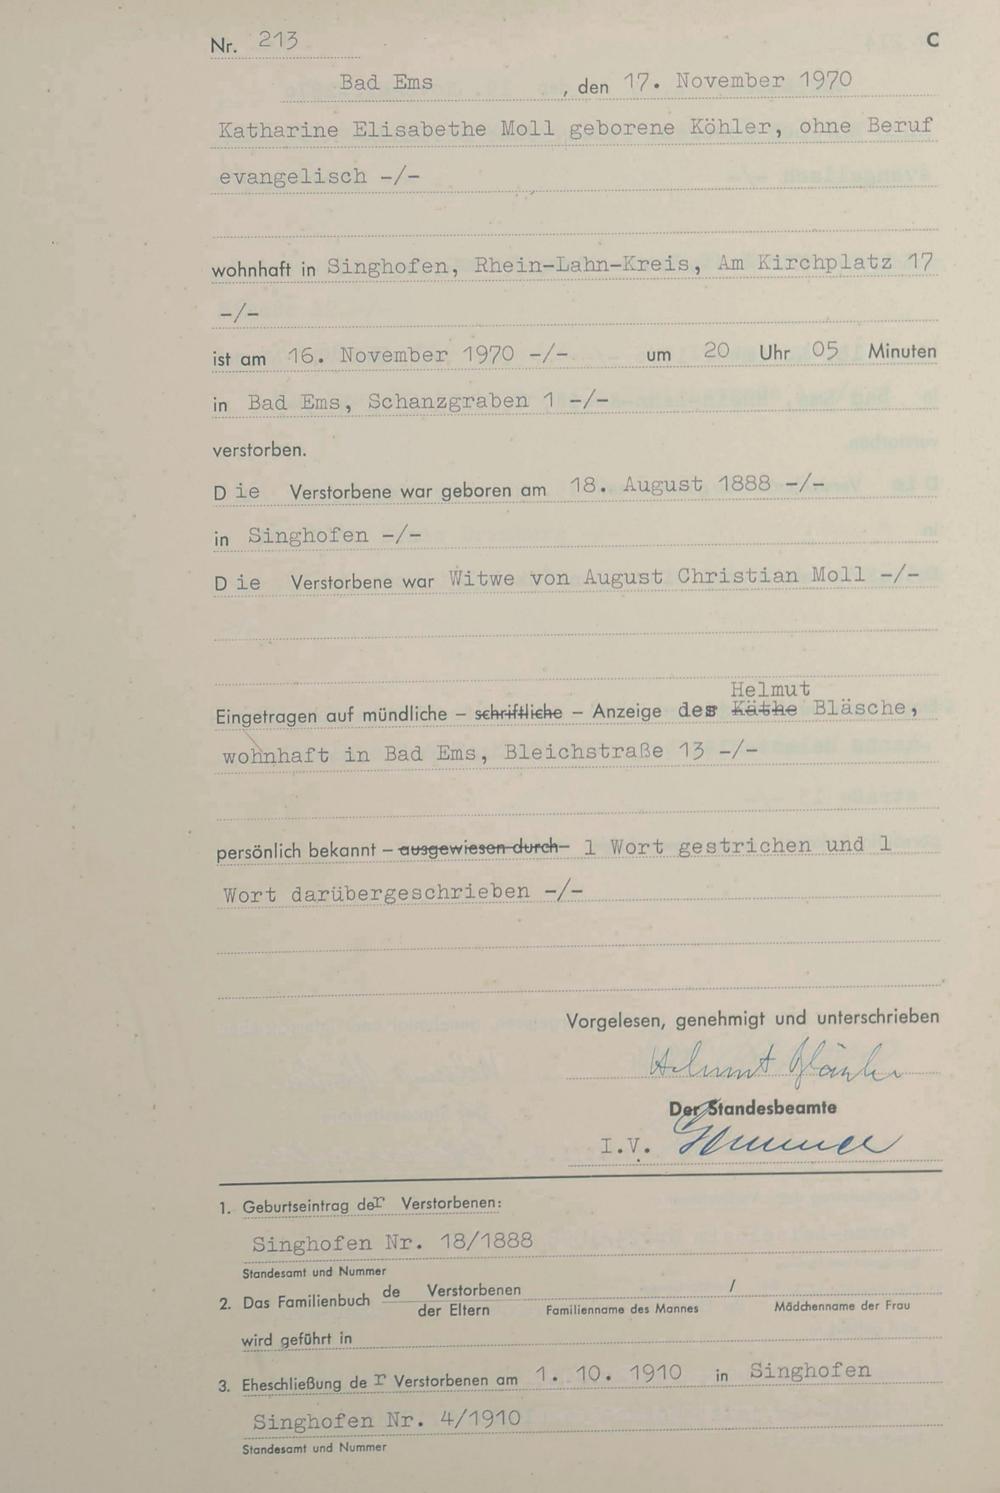 Nr. 213
C
Bad Ems , den 17. November 1970
Katharine Elisabethe Moll geborene Köhler, ohne Beruf
evangelisch -/-
wohnhaft in Singhofen, Rhein-Lahn-Kreis, Am Kirchplatz 17
-/-
ist am 16. November 1970 -/- um 20 Uhr 05 Minuten
in Bad Ems, Schanzgraben 1 -/-
verstorben.
Die Verstorbene war geboren am 18. August 1888 -/-
in Singhofen -/-
Die Verstorbene war Witwe von August Christian Moll -/-
Helmut
Eingetragen auf mündliche – schriftliche – Anzeige des Käthe Bläsche,
wohnhaft in Bad Ems, Bleichstraße 13 -/-
persönlich bekannt – ausgewiesen durch – 1 Wort gestrichen und 1
Wort darübergeschrieben -/-
Vorgelesen, genehmigt und unterschrieben
Helmut Bläsche
Der Standesbeamte
I.V.
1. Geburtseintrag der Verstorbenen:
Singhofen Nr. 18/1888
Standesamt und Nummer
2. Das Familienbuch de Verstorbenen /
der Eltern Familienname des Mannes Mädchenname der Frau
wird geführt in
3. Eheschließung der Verstorbenen am 1. 10. 1910 in Singhofen
Singhofen Nr. 4/1910
Standesamt und Nummer